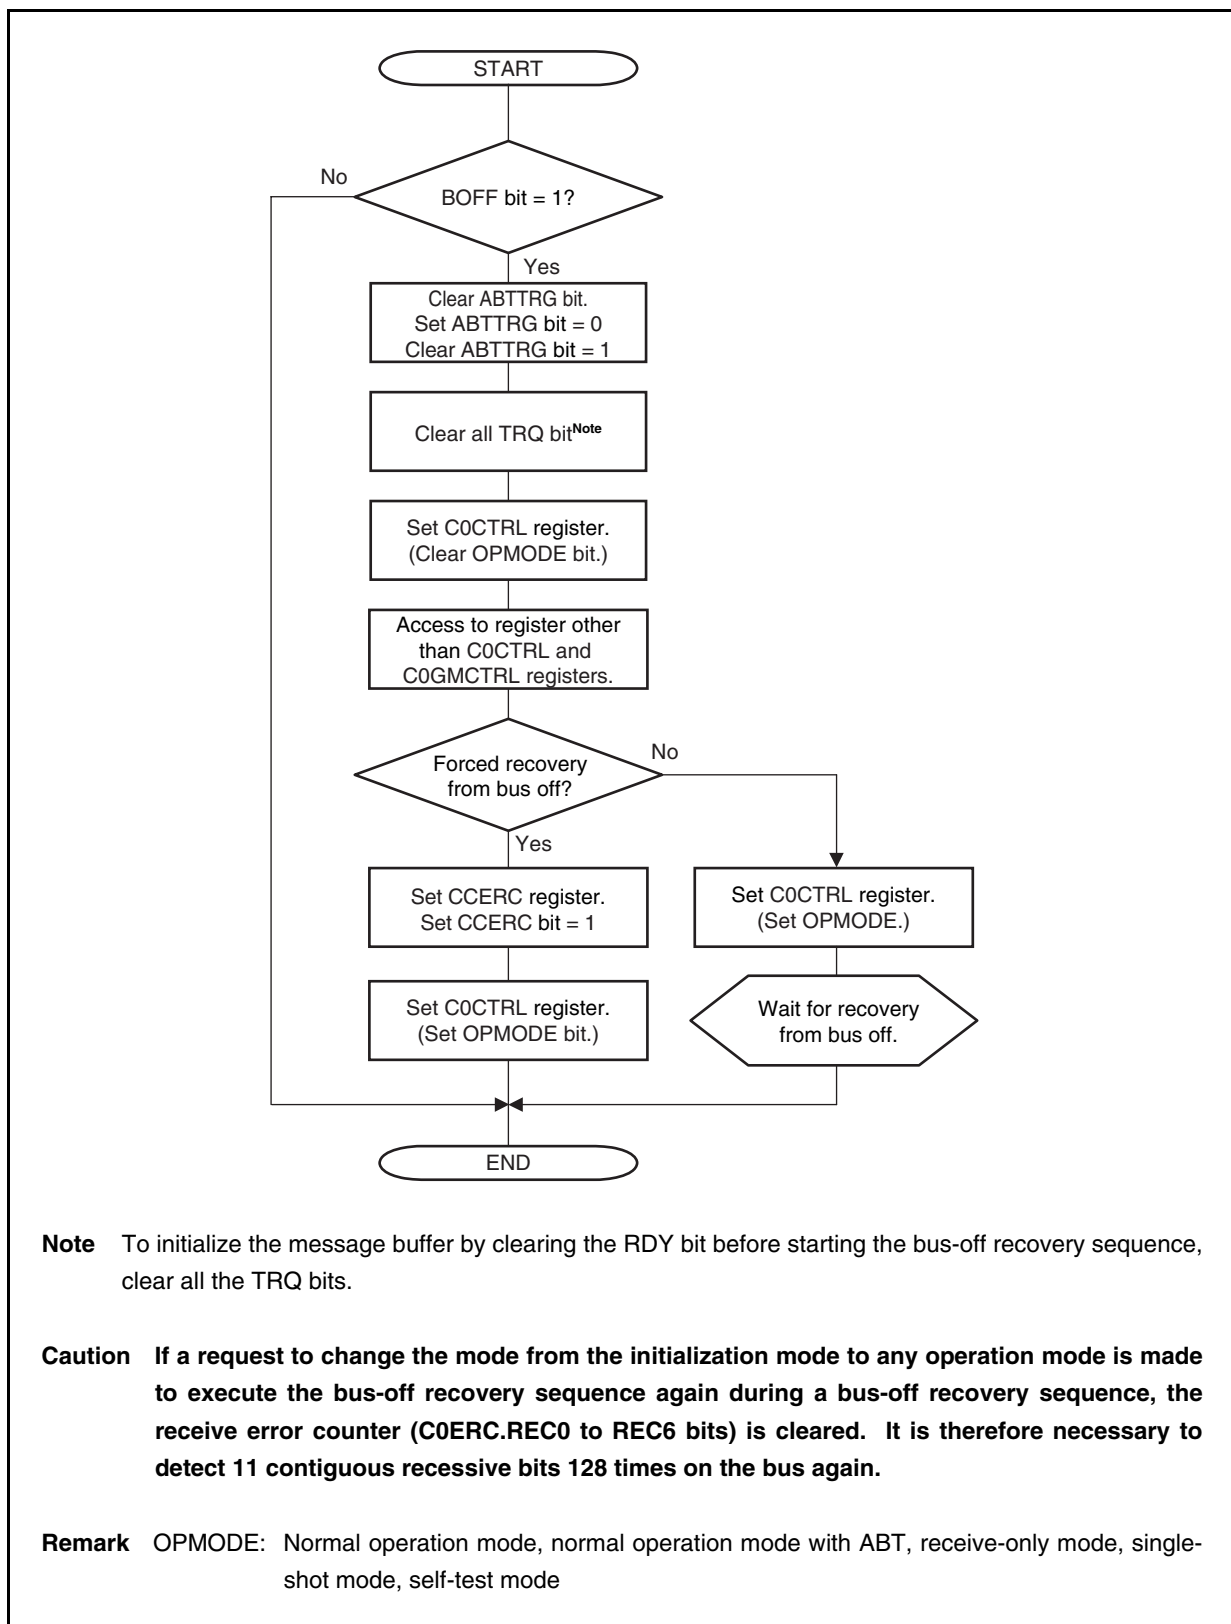 START
No
BOFF bit = 1?
Yes
Clear ABTTRG bit.
Set ABTTRG bit = 0
Clear ABTTRG bit = 1
Clear all TRQ bitNote
Set C0CTRL register.
(Clear OPMODE bit.)
Access to register other
than C0CTRL and
C0GMCTRL registers.
Forced recovery
from bus off?
No
Yes
Set CCERC register.
Set CCERC bit = 1
Set C0CTRL register.
(Set OPMODE.)
Set C0CTRL register.
(Set OPMODE bit.)
Wait for recovery
from bus off.
END
Note To initialize the message buffer by clearing the RDY bit before starting the bus-off recovery sequence,
clear all the TRQ bits.
Caution If a request to change the mode from the initialization mode to any operation mode is made
to execute the bus-off recovery sequence again during a bus-off recovery sequence, the
receive error counter (C0ERC.REC0 to REC6 bits) is cleared. It is therefore necessary to
detect 11 contiguous recessive bits 128 times on the bus again.
Remark OPMODE: Normal operation mode, normal operation mode with ABT, receive-only mode, single-
shot mode, self-test mode